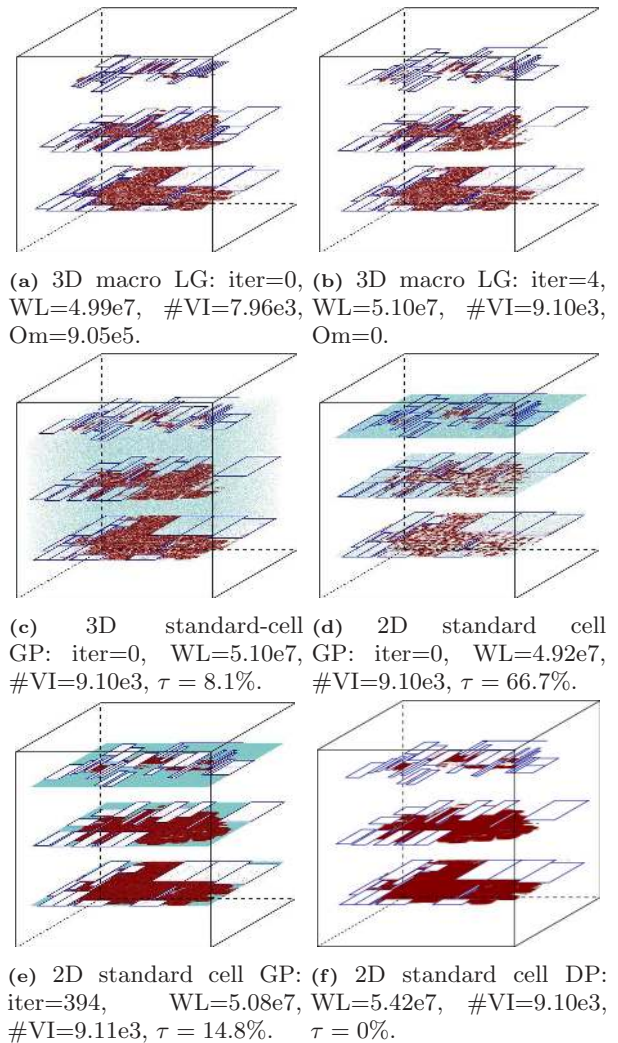 (a) 3D macro LG: iter=0,
WL=4.99e7, #VI=7.96e3,
Om=9.05e5.
(b) 3D macro LG: iter=4,
WL=5.10e7, #VI=9.10e3,
Om=0.
(c) 3D standard-cell
GP: iter=0, WL=5.10e7,
#VI=9.10e3, τ = 8.1%.
(d) 2D standard cell
GP: iter=0, WL=4.92e7,
#VI=9.10e3, τ = 66.7%.
(e) 2D standard cell GP:
iter=394, WL=5.08e7,
#VI=9.11e3, τ = 14.8%.
(f) 2D standard cell DP:
WL=5.42e7, #VI=9.10e3,
τ = 0%.